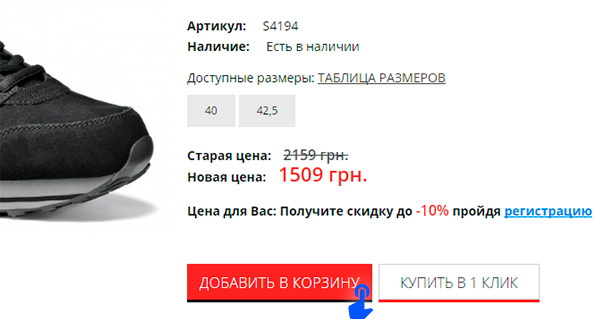 Артикул: S4194
Наличие: Есть в наличии
Доступные размеры: ТАБЛИЦА РАЗМЕРОВ
40 42,5
Старая цена: 2159 грн.
Новая цена: 1509 грн.
Цена для Вас: Получите скидку до -10% пройдя регистрацию
ДОБАВИТЬ В КОРЗИНУ КУПИТЬ В 1 КЛИК